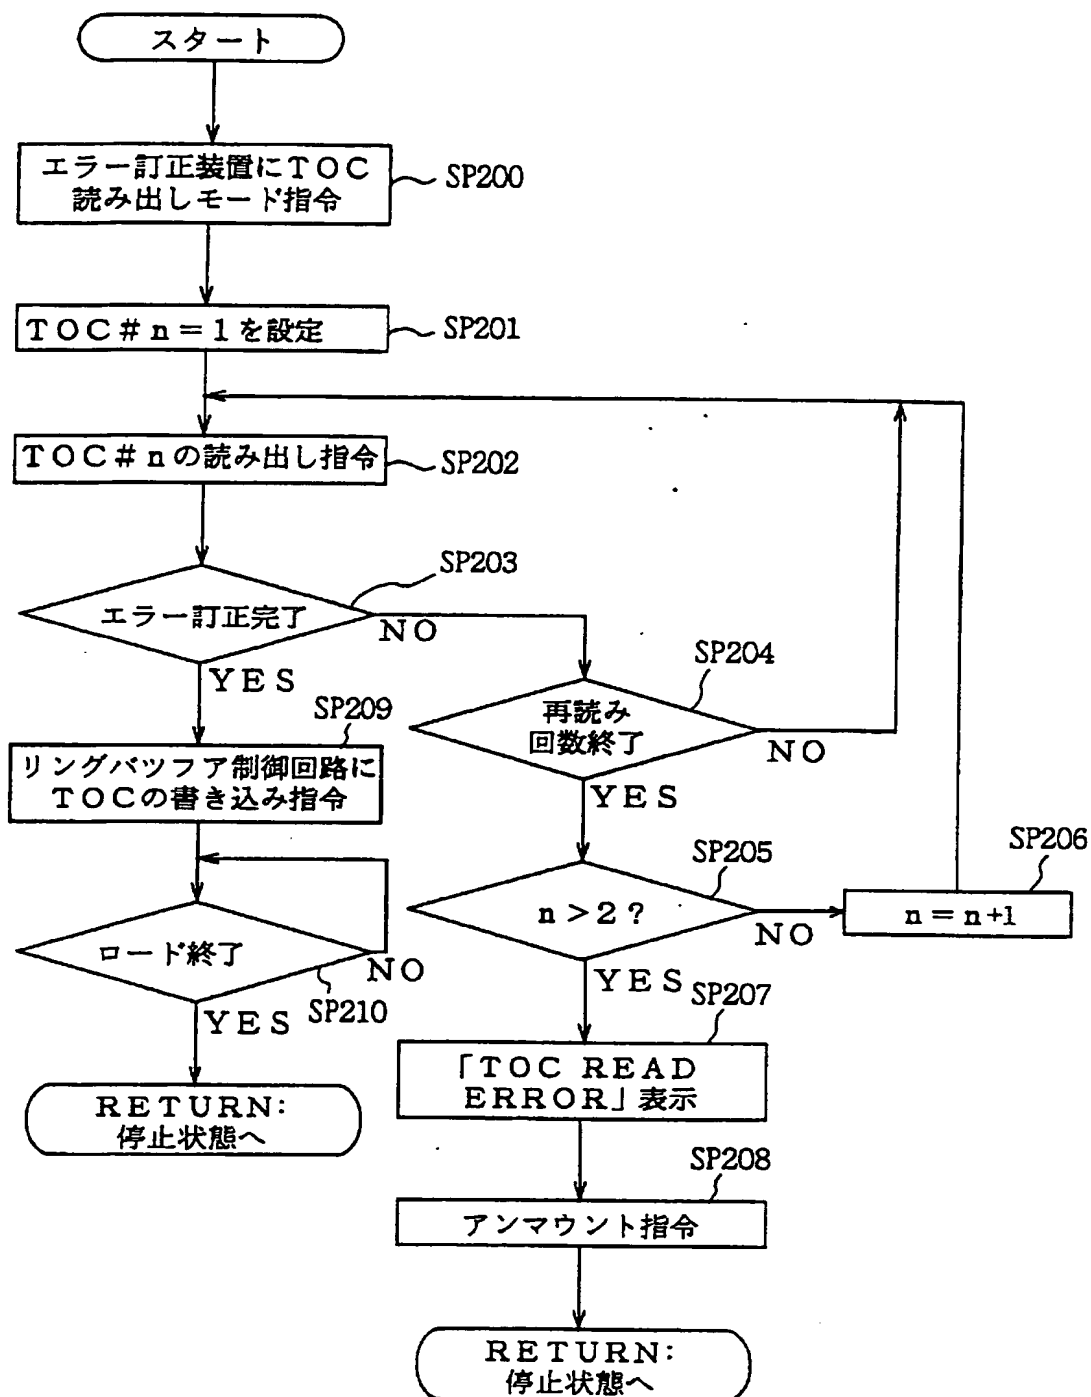 スタート
エラー訂正装置にTOC
読み出しモード指令
SP200
TOC#n=1を設定
SP201
TOC#nの読み出し指令
SP202
エラー訂正完了
SP203
NO
YES
再読み
回数終了
SP204
NO
YES
SP209
リングバツフア制御回路に
TOCの書き込み指令
n>2?
SP205
NO
YES
SP206
n=n+1
ロード終了
NO
YES
SP210
SP207
「TOC READ
ERROR」表示
RETURN:
停止状態へ
SP208
アンマウント指令
RETURN:
停止状態へ